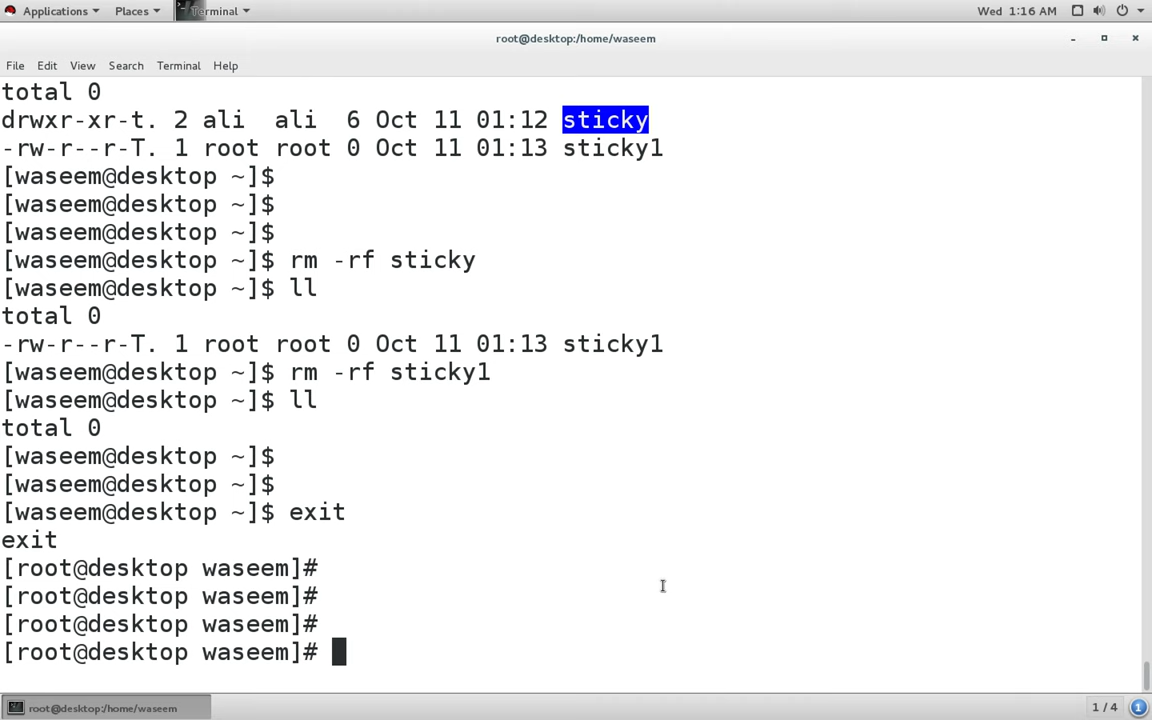 Applications Places Terminal Wed 1:16 AM
root@desktop:/home/waseem
File Edit View Search Terminal Help
total 0
drwxr-xr-t. 2 ali  ali  6 Oct 11 01:12 sticky
-rw-r--r-T. 1 root root 0 Oct 11 01:13 sticky1
[waseem@desktop ~]$
[waseem@desktop ~]$
[waseem@desktop ~]$
[waseem@desktop ~]$ rm -rf sticky
[waseem@desktop ~]$ ll
total 0
-rw-r--r-T. 1 root root 0 Oct 11 01:13 sticky1
[waseem@desktop ~]$ rm -rf sticky1
[waseem@desktop ~]$ ll
total 0
[waseem@desktop ~]$
[waseem@desktop ~]$
[waseem@desktop ~]$ exit
exit
[root@desktop waseem]#
[root@desktop waseem]#
[root@desktop waseem]#
[root@desktop waseem]#
root@desktop:/home/waseem 1 / 4 1